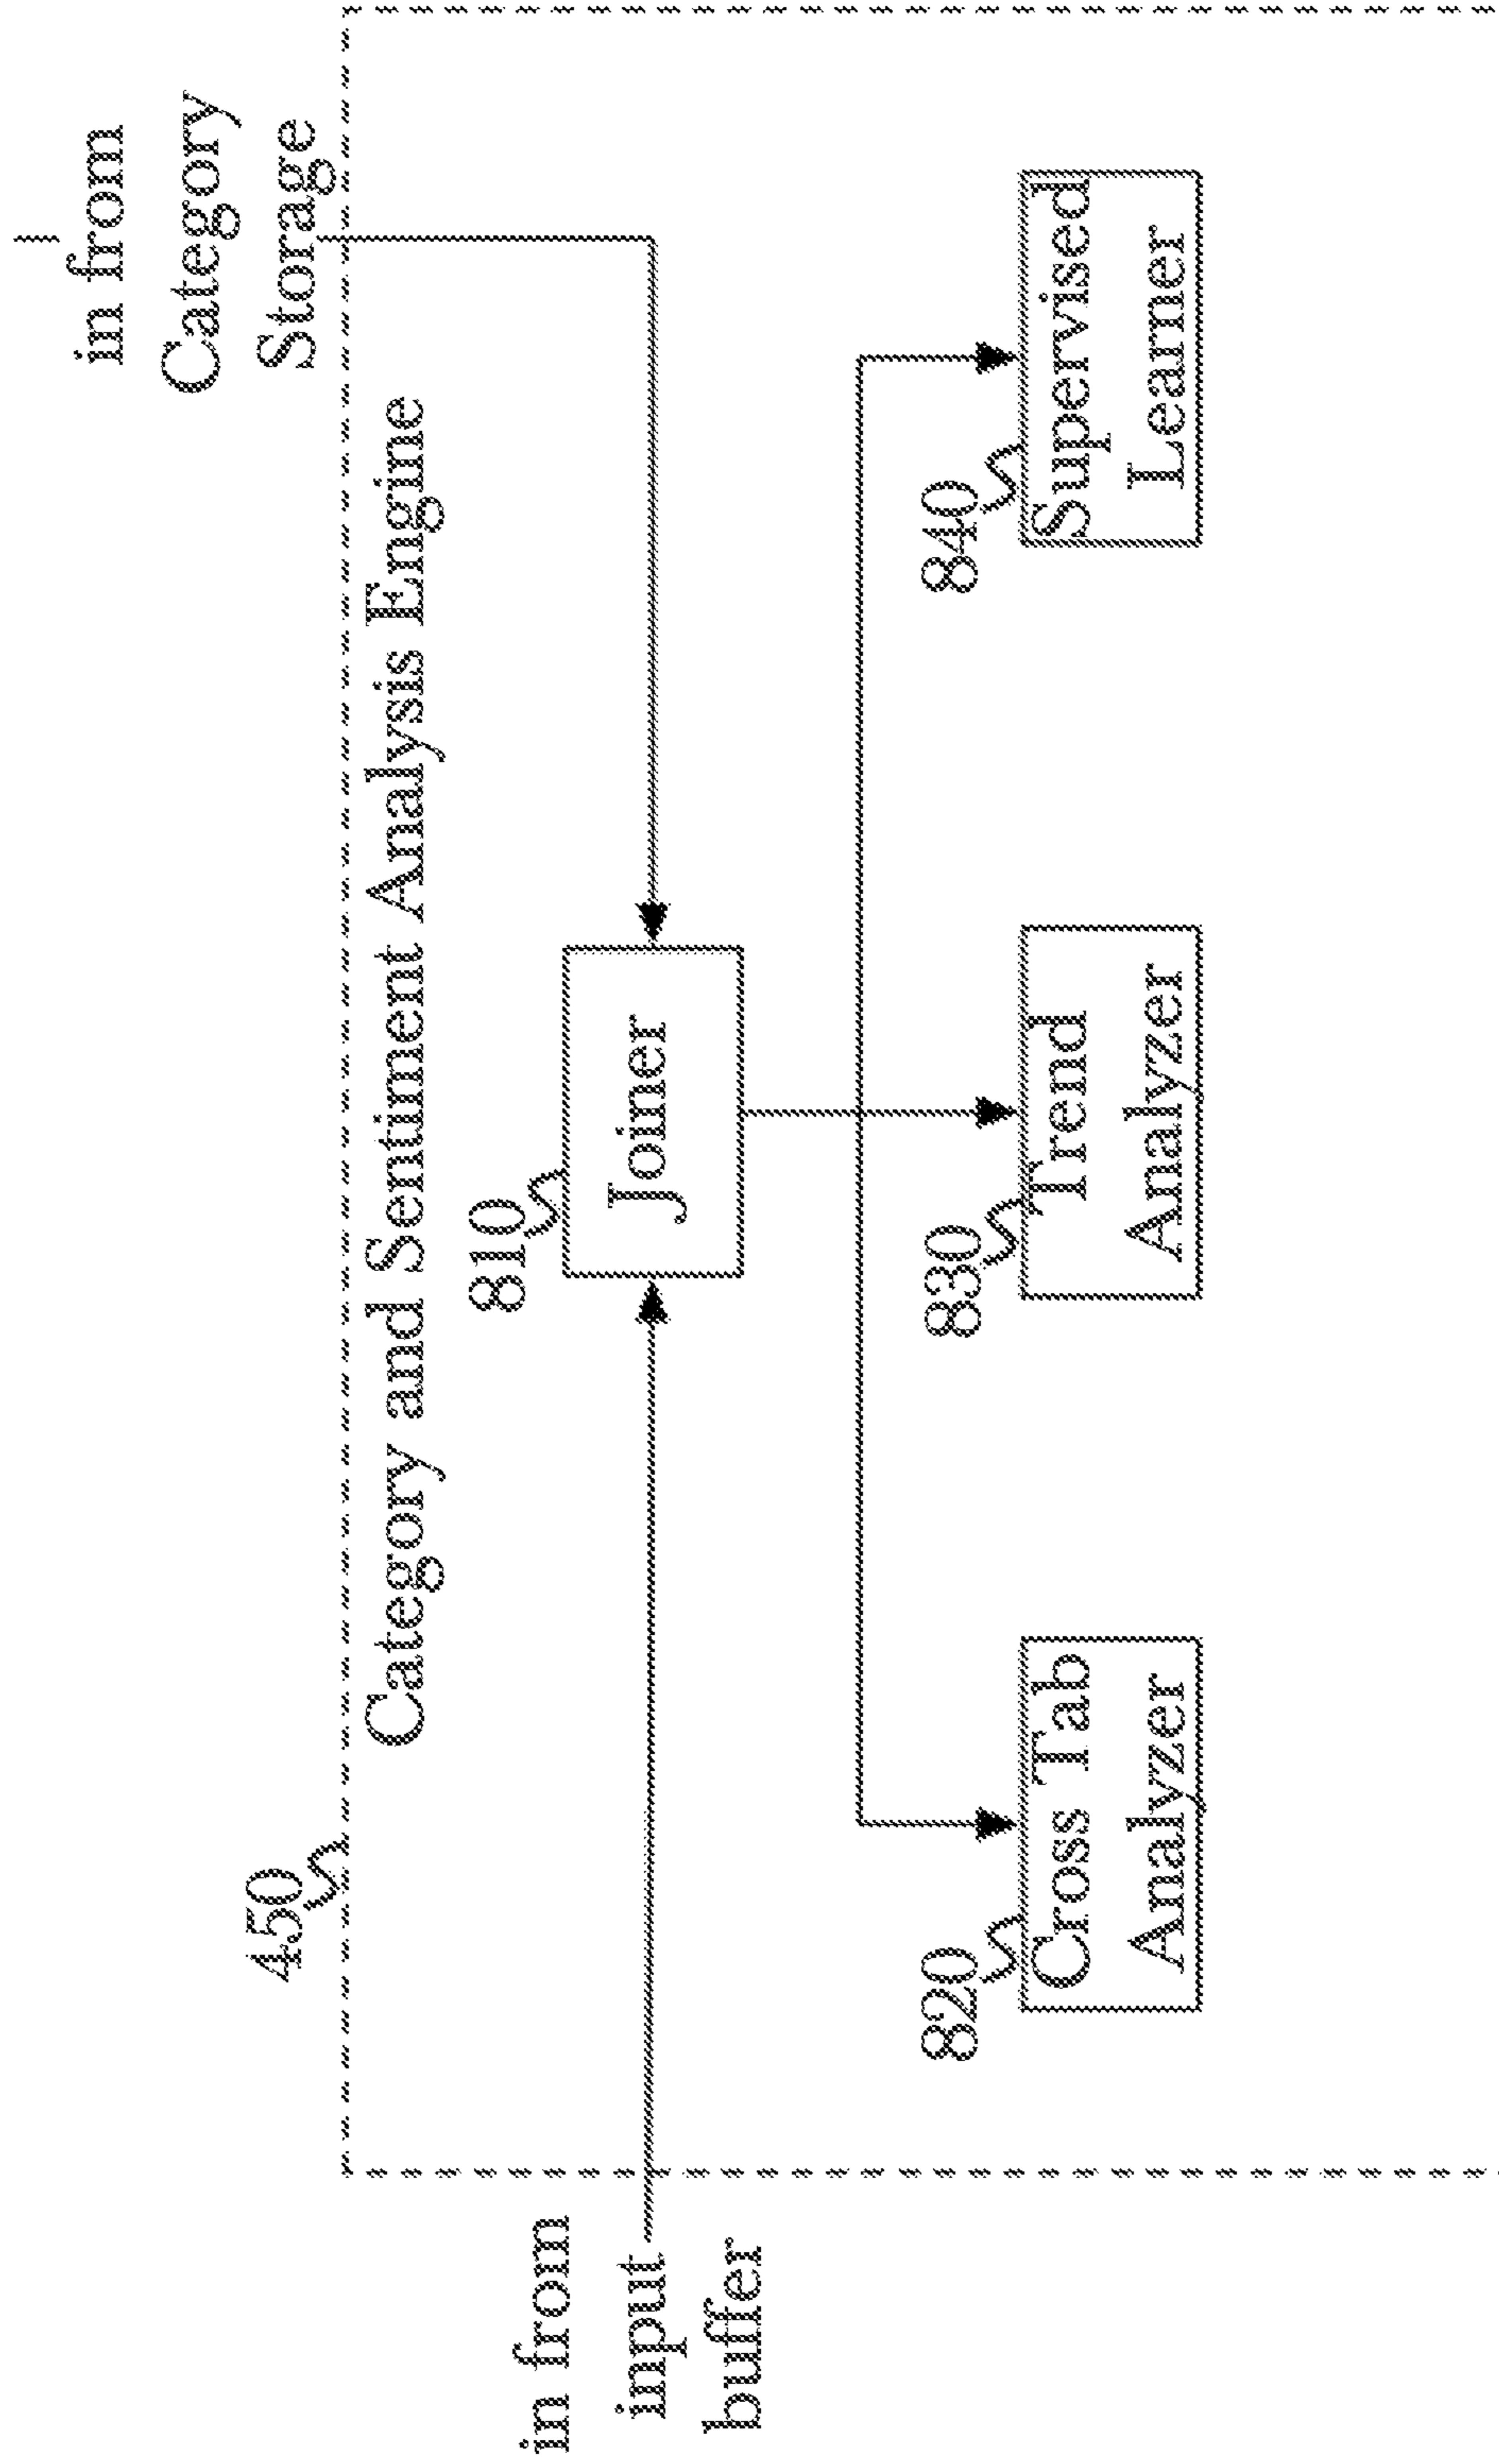 in from
Category
Storage
450
Category and Sentiment Analysis Engine
in from
input
buffer
810
Joiner
820
Cross Tab
Analyzer
830
Trend
Analyzer
840
Supervised
Learner